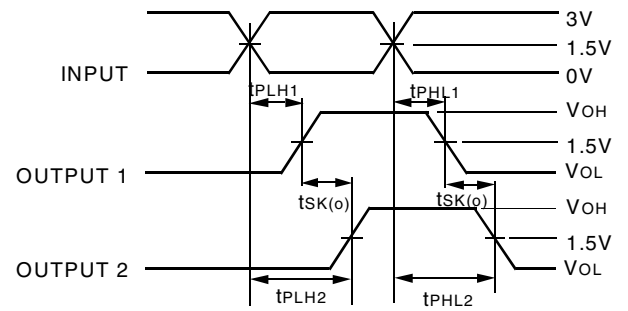 3V
1.5V
INPUT
0V
tPLH1
tPHL1
VOH
1.5V
OUTPUT 1
VOL
tSK(o)
tSK(o)
VOH
1.5V
OUTPUT 2
VOL
tPLH2
tPHL2